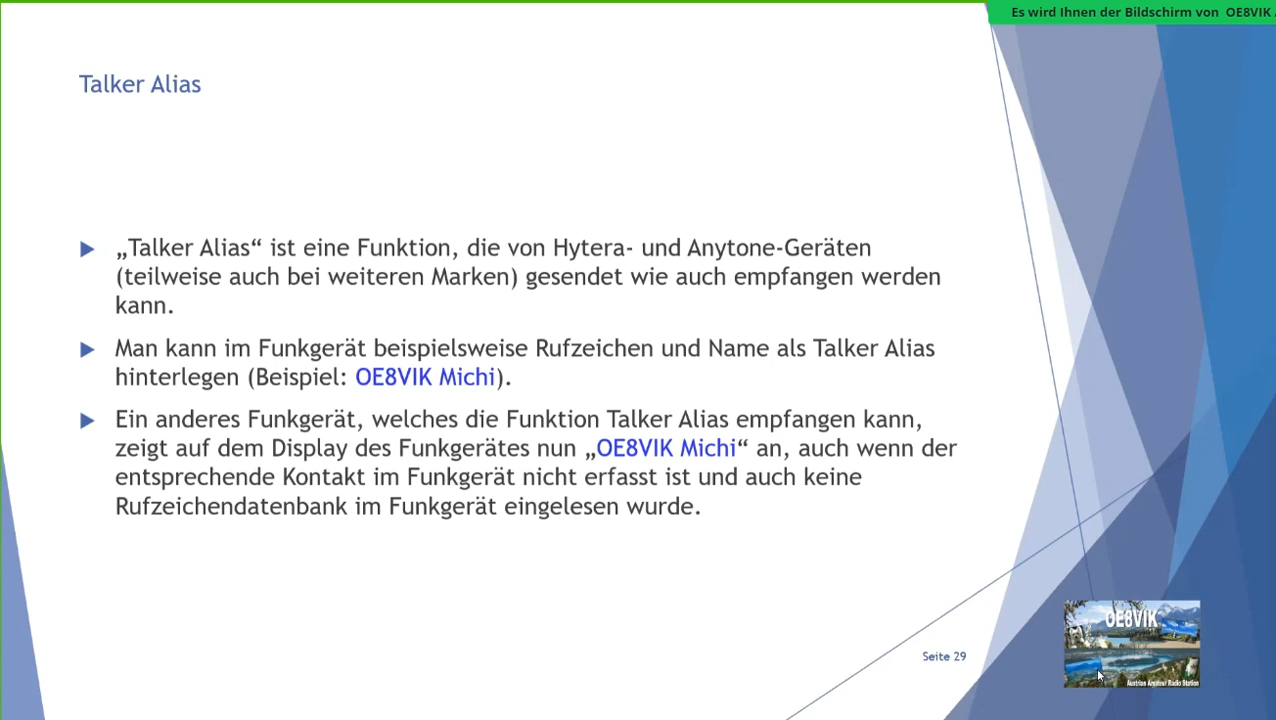 Es wird Ihnen der Bildschirm von OE8VIK
Talker Alias
„Talker Alias“ ist eine Funktion, die von Hytera- und Anytone-Geräten
(teilweise auch bei weiteren Marken) gesendet wie auch empfangen werden
kann.
Man kann im Funkgerät beispielsweise Rufzeichen und Name als Talker Alias
hinterlegen (Beispiel: OE8VIK Michi).
Ein anderes Funkgerät, welches die Funktion Talker Alias empfangen kann,
zeigt auf dem Display des Funkgerätes nun „OE8VIK Michi“ an, auch wenn der
entsprechende Kontakt im Funkgerät nicht erfasst ist und auch keine
Rufzeichendatenbank im Funkgerät eingelesen wurde.
OE8VIK
Seite 29
Austrian Amateur Radio Station